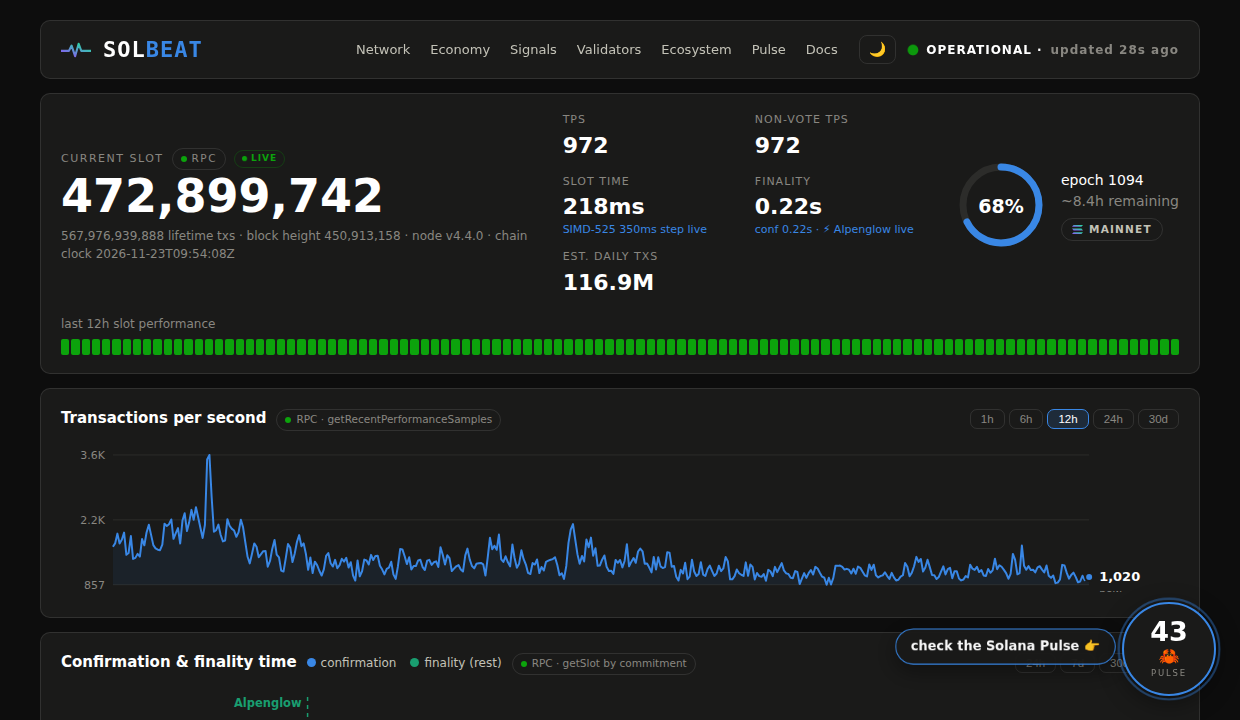 SOLBEAT
Network Economy Signals Validators Ecosystem Pulse Docs
OPERATIONAL · updated 28s ago
CURRENT SLOT RPC LIVE
472,899,742
567,976,939,888 lifetime txs · block height 450,913,158 · node v4.4.0 · chain
clock 2026-11-23T09:54:08Z
TPS
972
NON-VOTE TPS
972
SLOT TIME
218ms
SIMD-525 350ms step live
FINALITY
0.22s
conf 0.22s · ⚡ Alpenglow live
EST. DAILY TXS
116.9M
68%
epoch 1094
~8.4h remaining
MAINNET
last 12h slot performance
Transactions per second RPC · getRecentPerformanceSamples
1h 6h 12h 24h 30d
3.6K
2.2K
857
1,020
Confirmation & finality time confirmation finality (rest) RPC · getSlot by commitment
check the Solana Pulse 👉
43
🦀
PULSE
Alpenglow